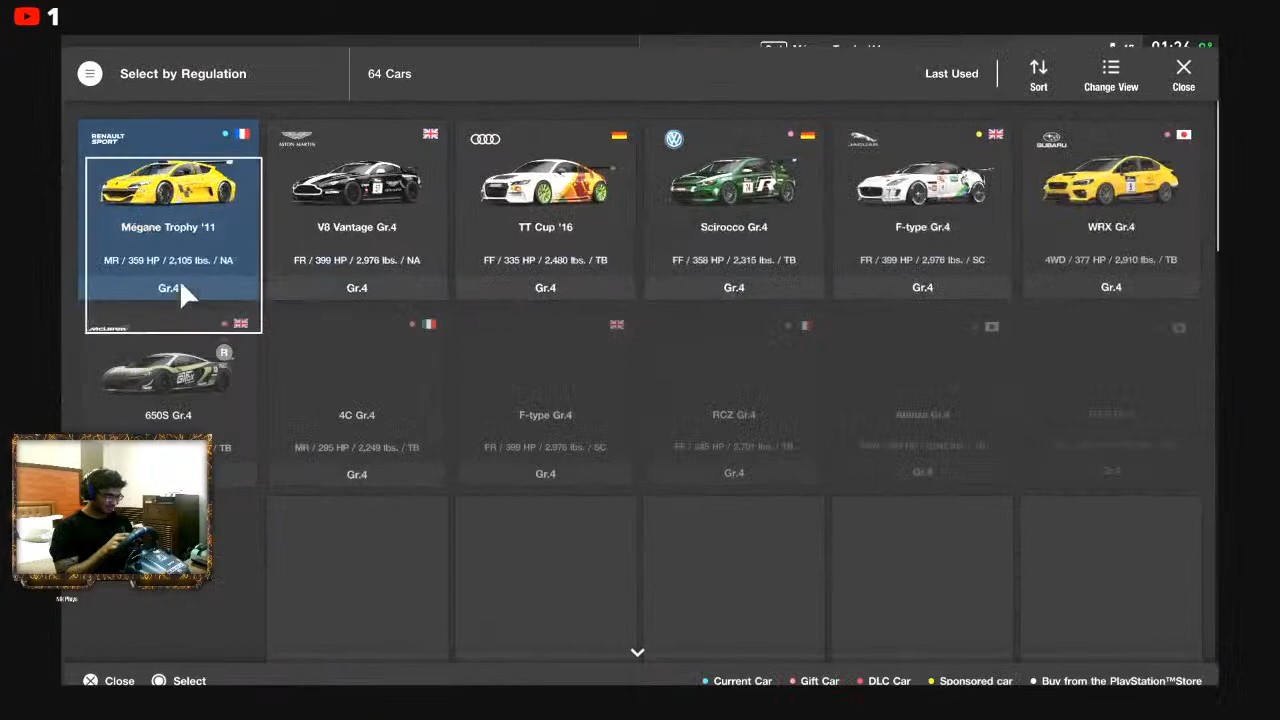 1
Select by Regulation
64 Cars
Last Used
Sort
Change View
Close
RENAULT SPORT
ASTON MARTIN
JAGUAR
SUBARU
Mégane Trophy '11
V8 Vantage Gr.4
TT Cup '16
Scirocco Gr.4
F-type Gr.4
WRX Gr.4
MR / 359 HP / 2,105 lbs. / NA
FR / 399 HP / 2,976 lbs. / NA
FF / 335 HP / 2,480 lbs. / TB
FF / 358 HP / 2,315 lbs. / TB
FR / 399 HP / 2,976 lbs. / SC
4WD / 377 HP / 2,910 lbs. / TB
Gr.4
Gr.4
Gr.4
Gr.4
Gr.4
Gr.4
McLaren
R
650S Gr.4
4C Gr.4
F-type Gr.4
RCZ Gr.4
TB
MR / 295 HP / 2,249 lbs. / TB
FR / 399 HP / 2,976 lbs. / SC
Gr.4
Gr.4
Gr.4
Gr.4
Close
Select
Current Car
Gift Car
DLC Car
Sponsored car
Buy from the PlayStation™Store